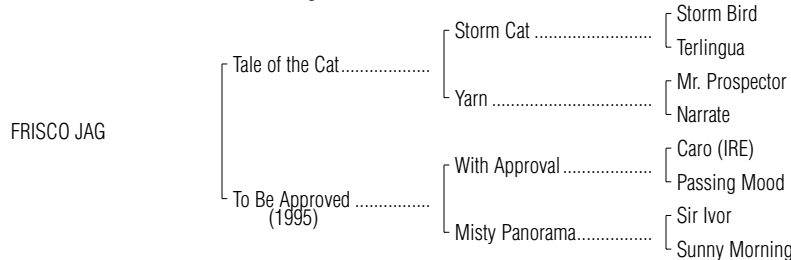 Storm Bird
Storm Cat ........................
Terlingua
Tale of the Cat...................
Mr. Prospector
Yarn .................................
Narrate
FRISCO JAG
Caro (IRE)
With Approval ...................
Passing Mood
To Be Approved ................
(1995)
Sir Ivor
Misty Panorama................
Sunny Morning